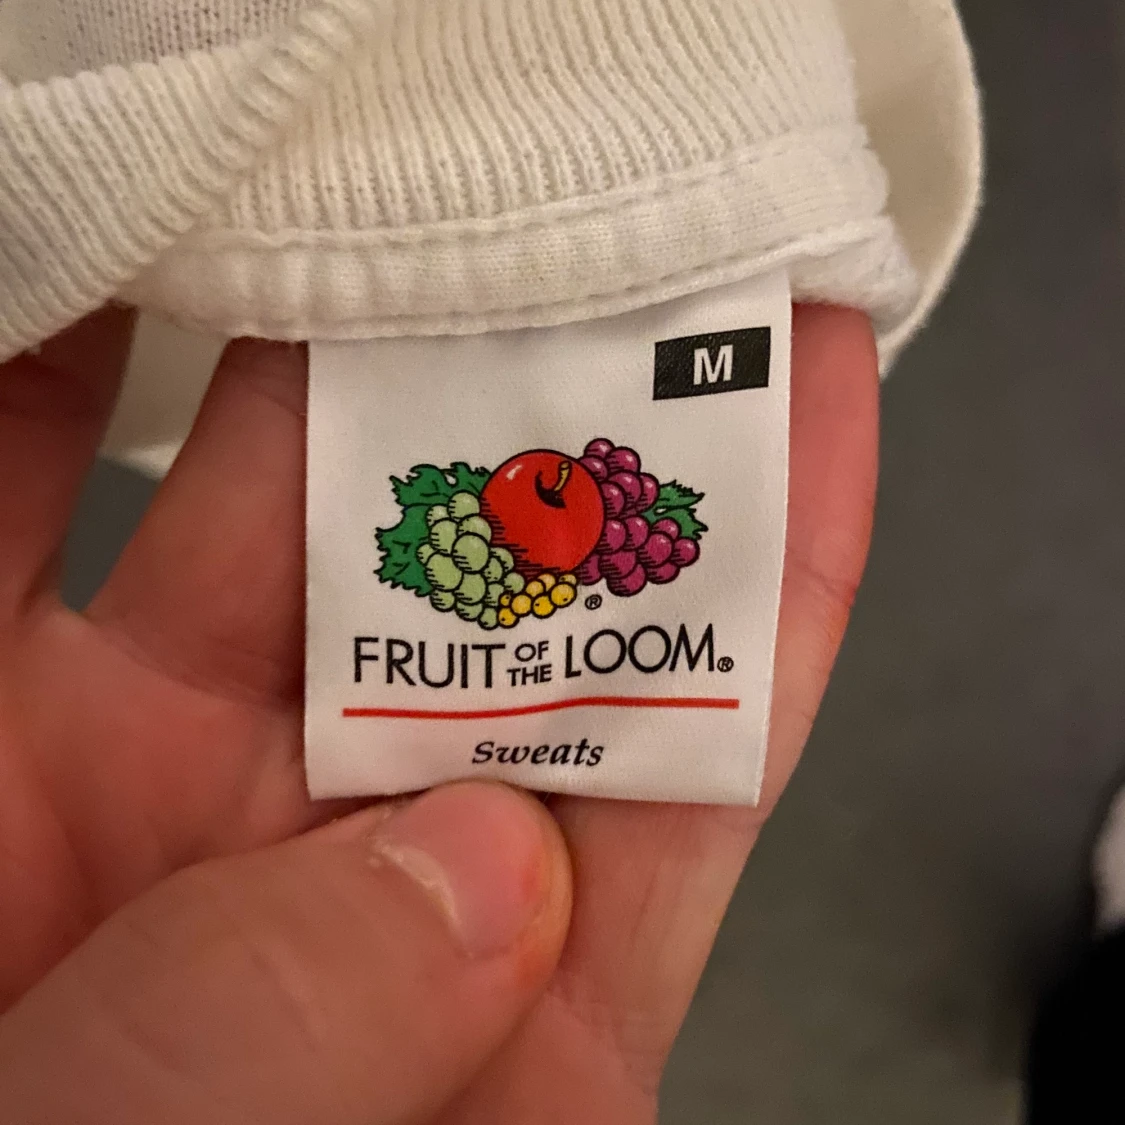 M
®
FRUIT OF THE LOOM®
Sweats